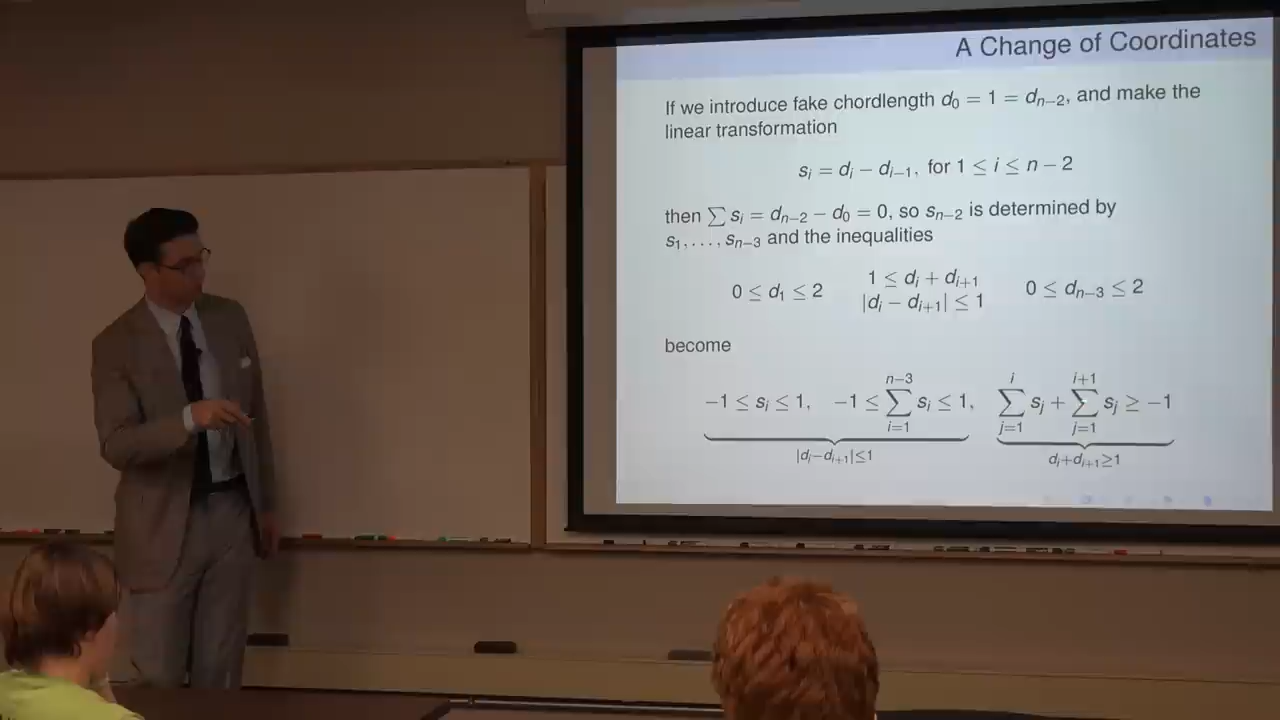 A Change of Coordinates
If we introduce fake chordlength d₀ = 1 = dₙ₋₂, and make the
linear transformation
sᵢ = dᵢ − dᵢ₋₁, for 1 ≤ i ≤ n − 2
then ∑ sᵢ = dₙ₋₂ − d₀ = 0, so sₙ₋₂ is determined by
s₁, . . . , sₙ₋₃ and the inequalities
0 ≤ d₁ ≤ 2 1 ≤ dᵢ + dᵢ₊₁ |dᵢ − dᵢ₊₁| ≤ 1 0 ≤ dₙ₋₃ ≤ 2
become
−1 ≤ sᵢ ≤ 1, −1 ≤ ∑_{i=1}^{n−3} sᵢ ≤ 1, ∑_{j=1}^{i} sⱼ + ∑_{j=1}^{i+1} sⱼ ≥ −1
|dᵢ−dᵢ₊₁|≤1 dᵢ+dᵢ₊₁≥1